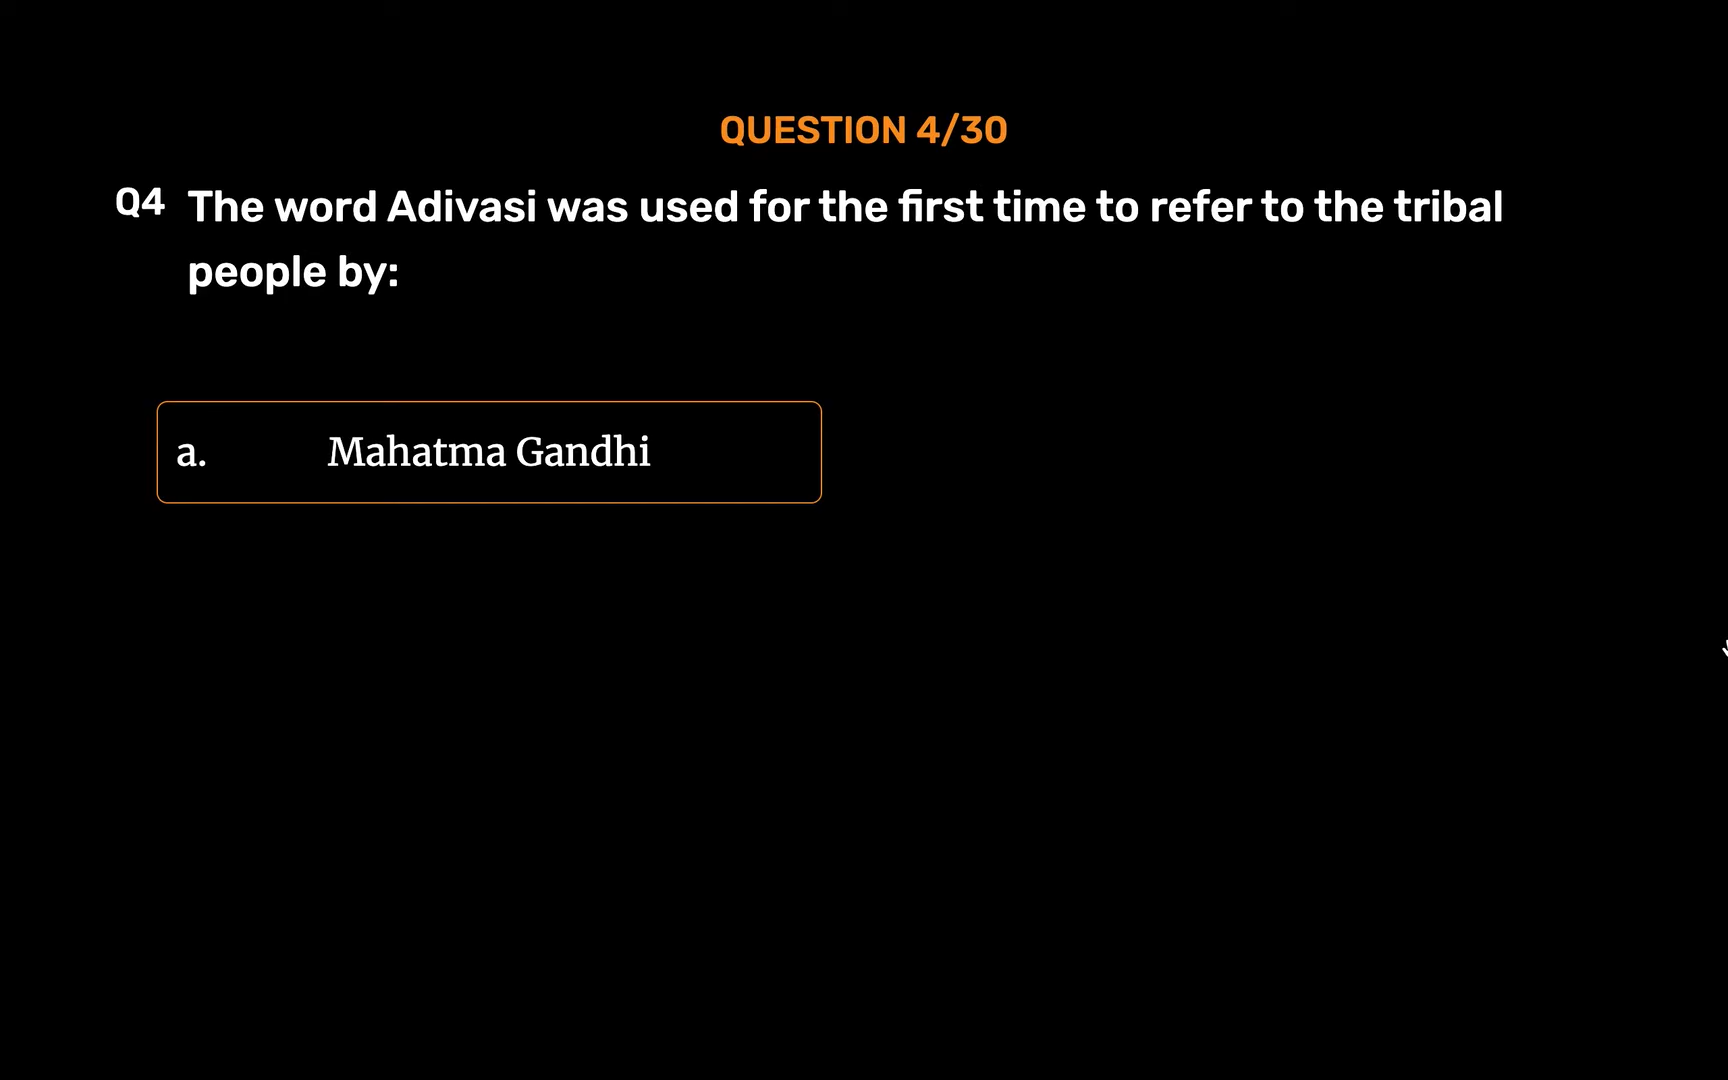 QUESTION 4/30
Q4 The word Adivasi was used for the first time to refer to the tribal
people by:
a. Mahatma Gandhi